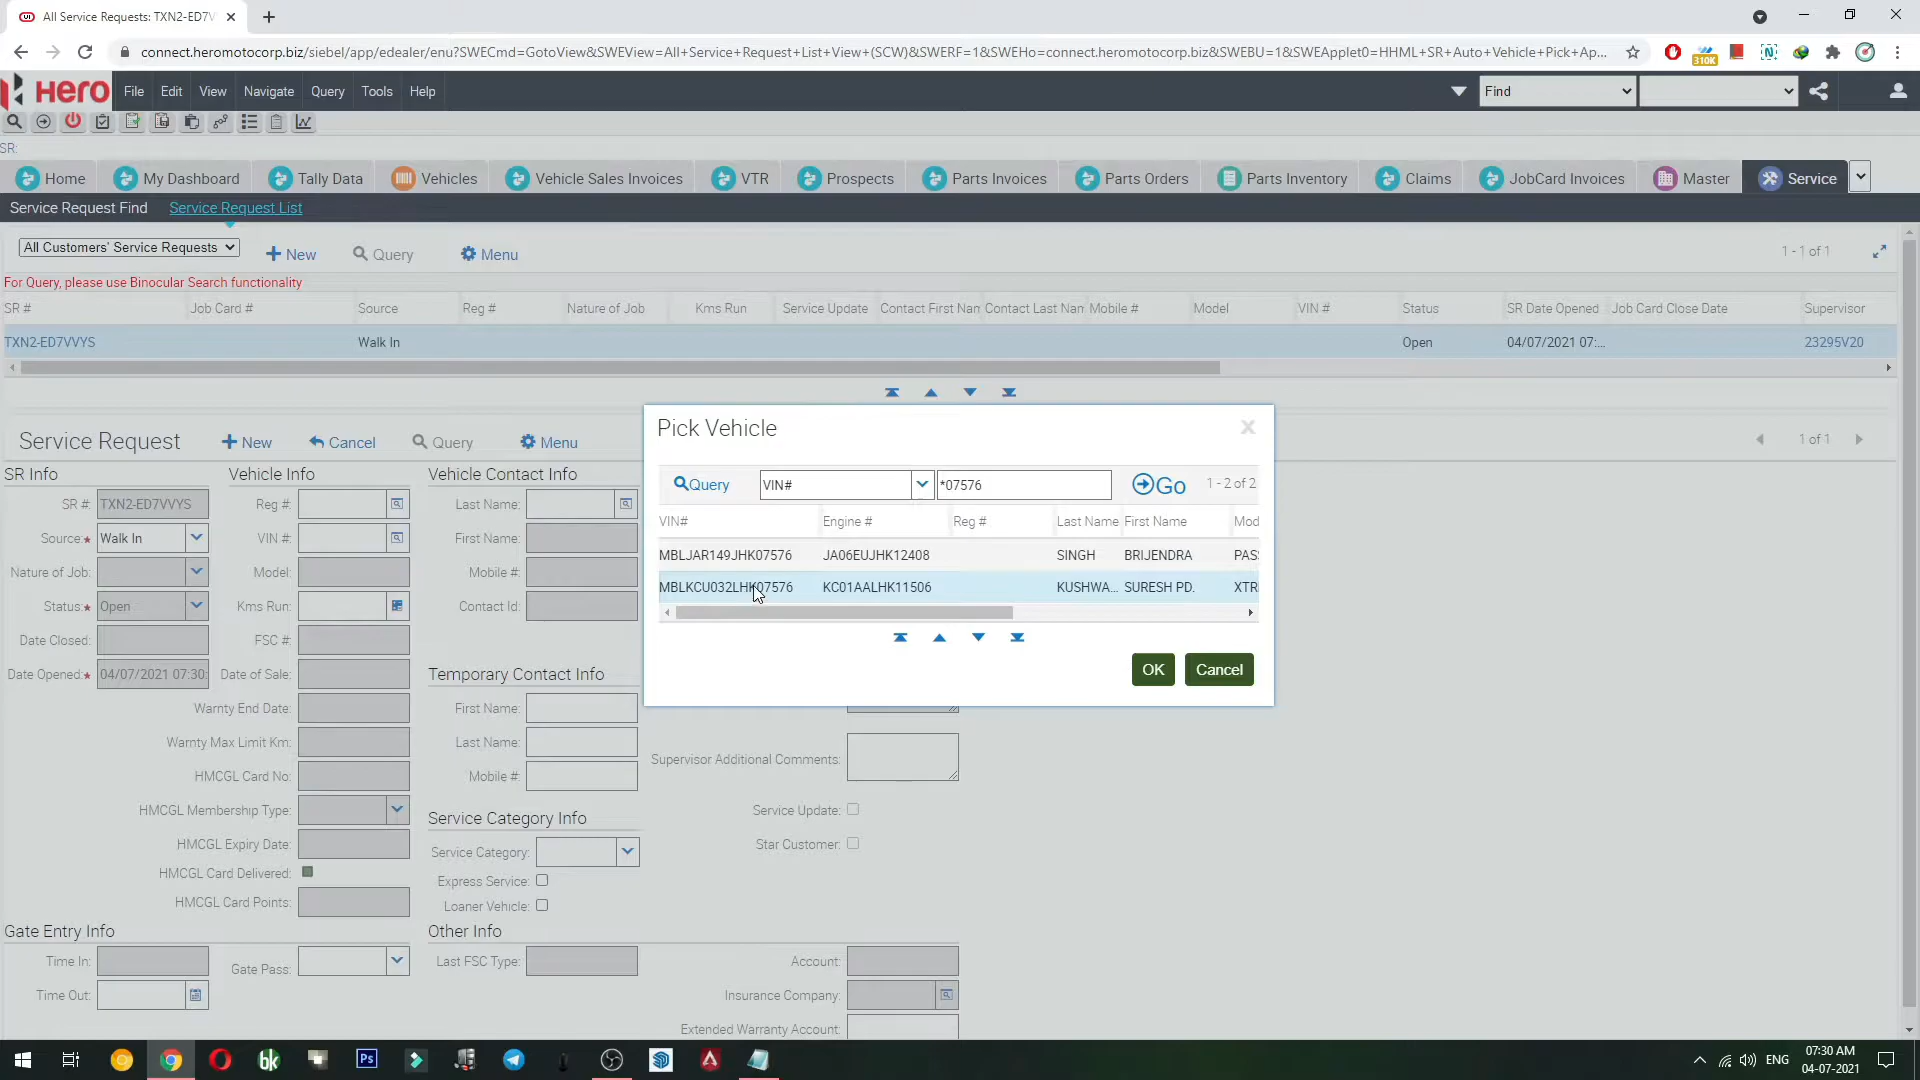 All Service Requests: TXN2-ED7V
connect.heromotocorp.biz/siebel/app/edealer/enu?SWECmd=GotoView&SWEView=All+Service+Request+List+View+(SCW)&SWERF=1&SWEHo=connect.heromotocorp.biz&SWEBU=1&SWEApplet0=HHML+SR+Auto+Vehicle+Pick+Ap...
310K
Hero File Edit View Navigate Query Tools Help Find
SR:
Home My Dashboard Tally Data Vehicles Vehicle Sales Invoices VTR Prospects Parts Invoices Parts Orders Parts Inventory Claims JobCard Invoices Master Service
Service Request Find Service Request List
All Customers' Service Requests New Query Menu 1 - 1 of 1
For Query, please use Binocular Search functionality
SR # Job Card # Source Reg # Nature of Job Kms Run Service Update Contact First Nan Contact Last Nan Mobile # Model VIN # Status SR Date Opened Job Card Close Date Supervisor
TXN2-ED7VVYS Walk In Open 04/07/2021 07:... 23295V20
Service Request New Cancel Query Menu 1 of 1
SR Info
SR #: TXN2-ED7VVYS
Source: Walk In
Nature of Job:
Status: Open
Date Closed:
Date Opened: 04/07/2021 07:30:
Vehicle Info
Reg #:
VIN #:
Model:
Kms Run:
FSC #:
Date of Sale:
Warnty End Date:
Warnty Max Limit Km:
HMCGL Card No:
HMCGL Membership Type:
HMCGL Expiry Date:
HMCGL Card Delivered:
HMCGL Card Points:
Vehicle Contact Info
Last Name:
First Name:
Mobile #:
Contact Id:
Temporary Contact Info
First Name:
Last Name:
Mobile #:
Service Category Info
Service Category:
Express Service:
Loaner Vehicle:
Pick Vehicle
Query VIN# *07576 Go 1 - 2 of 2
VIN# Engine # Reg # Last Name First Name Mod
MBLJAR149JHK07576 JA06EUJHK12408 SINGH BRIJENDRA PAS
MBLKCU032LHK07576 KC01AALHK11506 KUSHWA... SURESH PD. XTR
OK Cancel
Supervisor Additional Comments:
Service Update:
Star Customer:
Gate Entry Info
Time In:
Time Out:
Gate Pass:
Other Info
Last FSC Type:
Account:
Insurance Company:
Extended Warranty Account:
bk Ps ENG 07:30 AM
04-07-2021